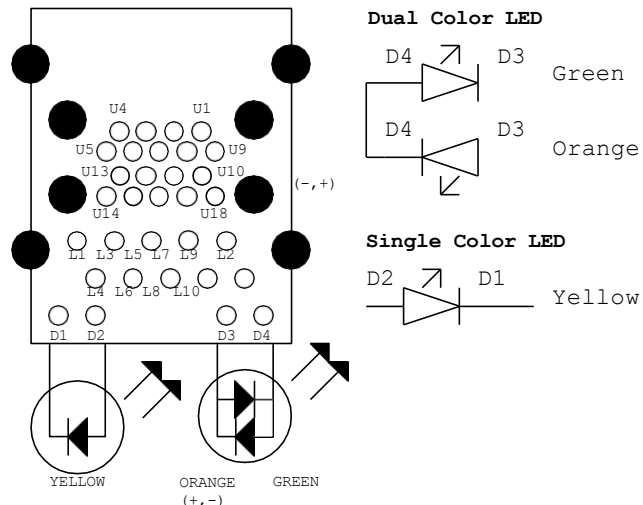 Dual Color LED
D4 D3
Green
D4 D3
Orange
Single Color LED
D2 D1
Yellow
U4 U1
U5 U9
U13 U10
(-,+)
U14 U18
L1 L3 L5 L7 L9 L2
L4 L6 L8 L10
D1 D2 D3 D4
YELLOW ORANGE GREEN
(+,-)